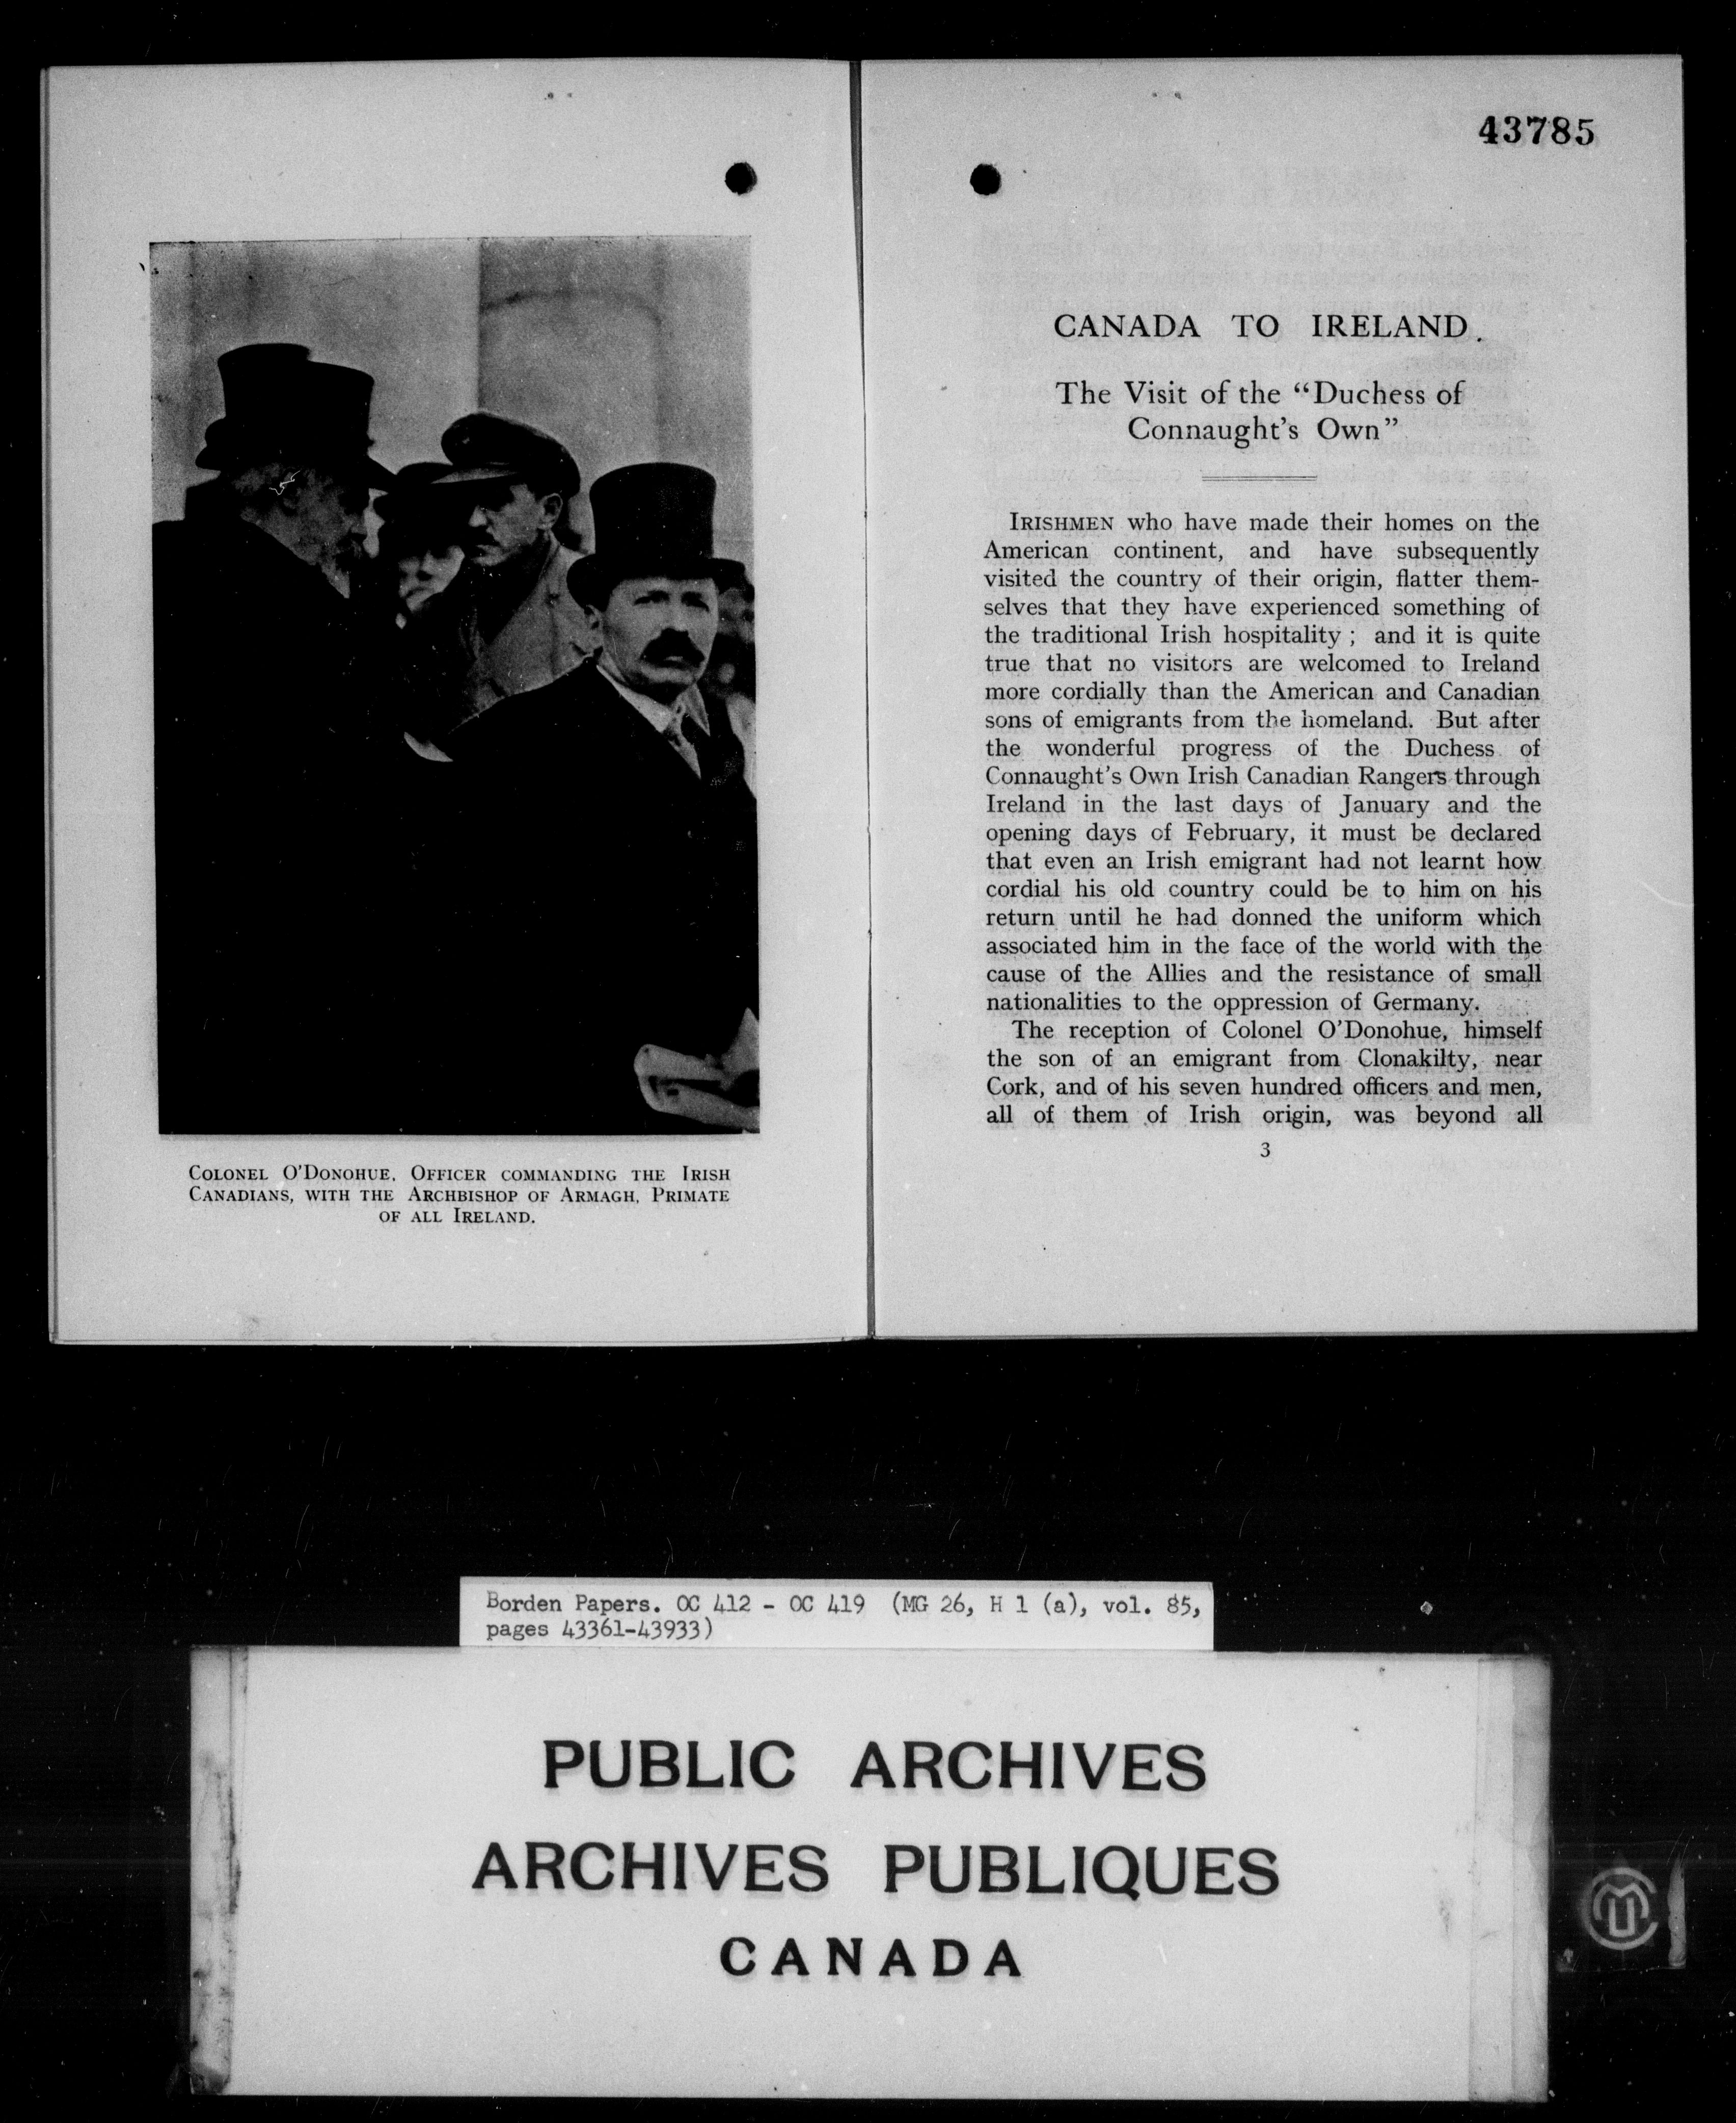 43785
COLONEL O'DONOHUE, OFFICER COMMANDING THE IRISH
CANADIANS, WITH THE ARCHBISHOP OF ARMAGH, PRIMATE
OF ALL IRELAND.
CANADA TO IRELAND.
The Visit of the “Duchess of
Connaught's Own”
IRISHMEN who have made their homes on the
American continent, and have subsequently
visited the country of their origin, flatter them-
selves that they have experienced something of
the traditional Irish hospitality ; and it is quite
true that no visitors are welcomed to Ireland
more cordially than the American and Canadian
sons of emigrants from the homeland. But after
the wonderful progress of the Duchess of
Connaught's Own Irish Canadian Rangers through
Ireland in the last days of January and the
opening days of February, it must be declared
that even an Irish emigrant had not learnt how
cordial his old country could be to him on his
return until he had donned the uniform which
associated him in the face of the world with the
cause of the Allies and the resistance of small
nationalities to the oppression of Germany.
The reception of Colonel O'Donohue, himself
the son of an emigrant from Clonakilty, near
Cork, and of his seven hundred officers and men,
all of them of Irish origin, was beyond all
3
Borden Papers. OC 412 - OC 419 (MG 26, H 1 (a), vol. 85,
pages 43361-43933)
PUBLIC ARCHIVES
ARCHIVES PUBLIQUES
CANADA